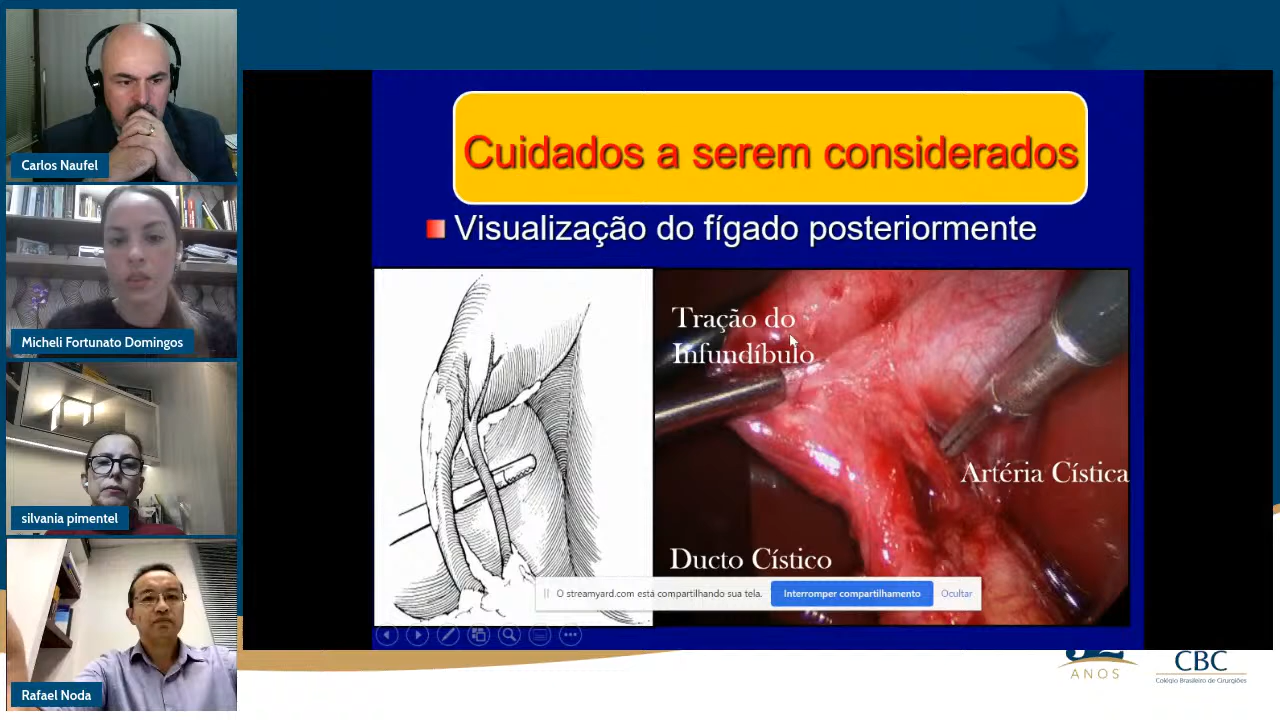 Carlos Naufel
Micheli Fortunato Domingos
silvania pimentel
Rafael Noda
Cuidados a serem considerados
Visualização do fígado posteriormente
Tração do
Infundíbulo
Artéria Cística
Ducto Cístico
O streamyard.com está compartilhando sua tela.
Interromper compartilhamento
Ocultar
ANOS
CBC
Colégio Brasileiro de Cirurgiões